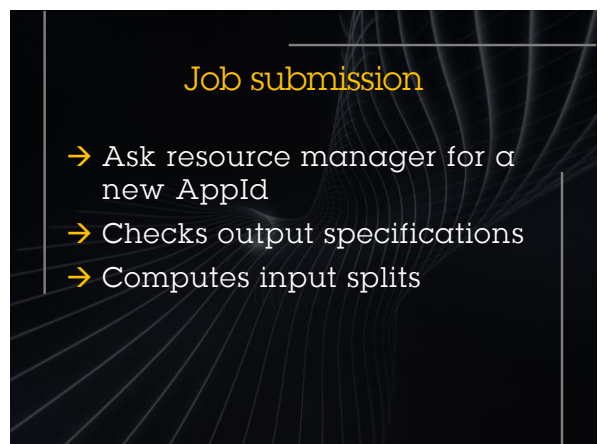 Job submission
→ Ask resource manager for a
new AppId
→ Checks output specifications
→ Computes input splits